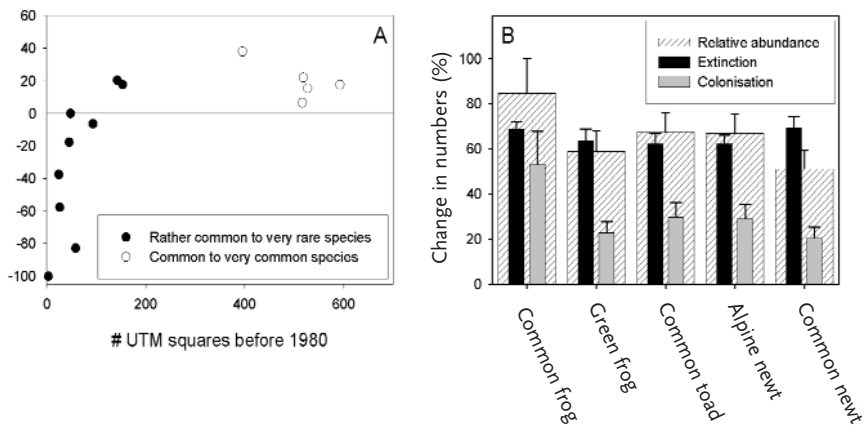 A
60
40
20
0
-20
-40
-60
-80
-100
0
200
400
600
Rather common to very rare species
Common to very common species
# UTM squares before 1980
B
Relative abundance
Extinction
Colonisation
Change in numbers (%)
100
80
60
40
20
0
Common frog
Green frog
Common toad
Alpine newt
Common newt